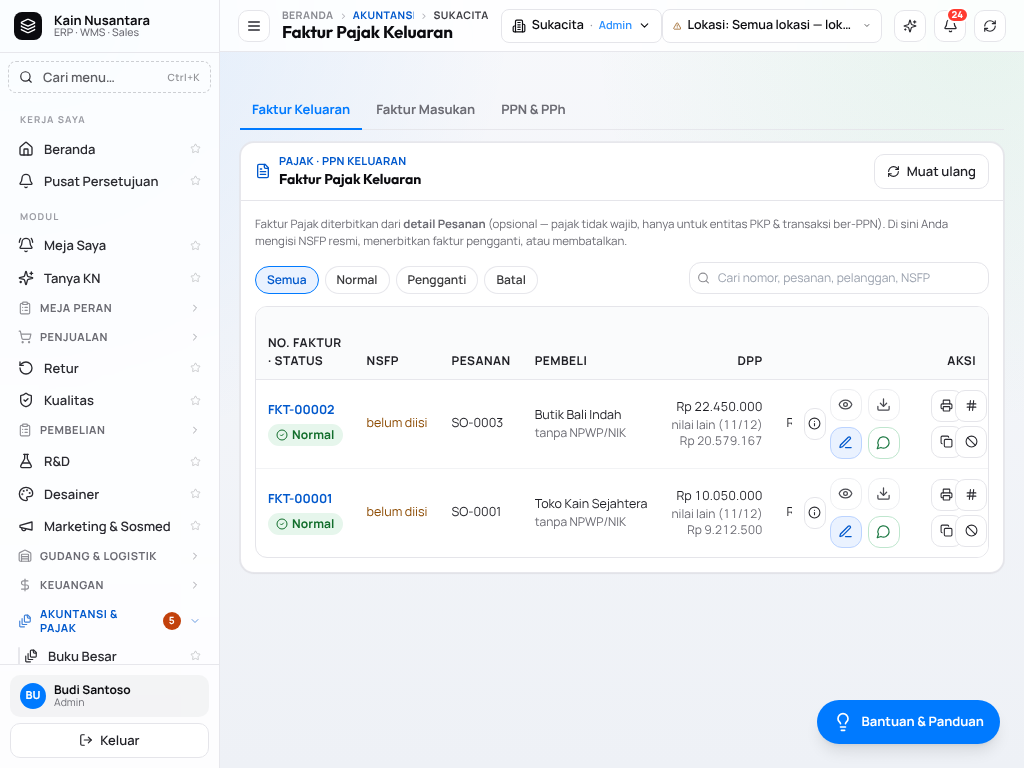 Kain Nusantara
ERP · WMS · Sales
Cari menu...
Ctrl+K
KERJA SAYA
Beranda
Pusat Persetujuan
MODUL
Meja Saya
Tanya KN
MEJA PERAN
PENJUALAN
Retur
Kualitas
PEMBELIAN
R&D
Desainer
Marketing & Sosmed
GUDANG & LOGISTIK
KEUANGAN
AKUNTANSI &
PAJAK
5
Buku Besar
BU
Budi Santoso
Admin
Keluar
BERANDA > AKUNTANSI > SUKACITA
Faktur Pajak Keluaran
Sukacita · Admin
Lokasi: Semua lokasi — lok...
24
Faktur Keluaran
Faktur Masukan
PPN & PPh
PAJAK · PPN KELUARAN
Faktur Pajak Keluaran
Muat ulang
Faktur Pajak diterbitkan dari detail Pesanan (opsional — pajak tidak wajib, hanya untuk entitas PKP & transaksi ber-PPN). Di sini Anda
mengisi NSFP resmi, menerbitkan faktur pengganti, atau membatalkan.
Semua
Normal
Pengganti
Batal
Cari nomor, pesanan, pelanggan, NSFP
NO. FAKTUR
· STATUS
NSFP
PESANAN
PEMBELI
DPP
AKSI
FKT-00002
Normal
belum diisi
SO-0003
Butik Bali Indah
tanpa NPWP/NIK
Rp 22.450.000
nilai lain (11/12)
Rp 20.579.167
FKT-00001
Normal
belum diisi
SO-0001
Toko Kain Sejahtera
tanpa NPWP/NIK
Rp 10.050.000
nilai lain (11/12)
Rp 9.212.500
Bantuan & Panduan